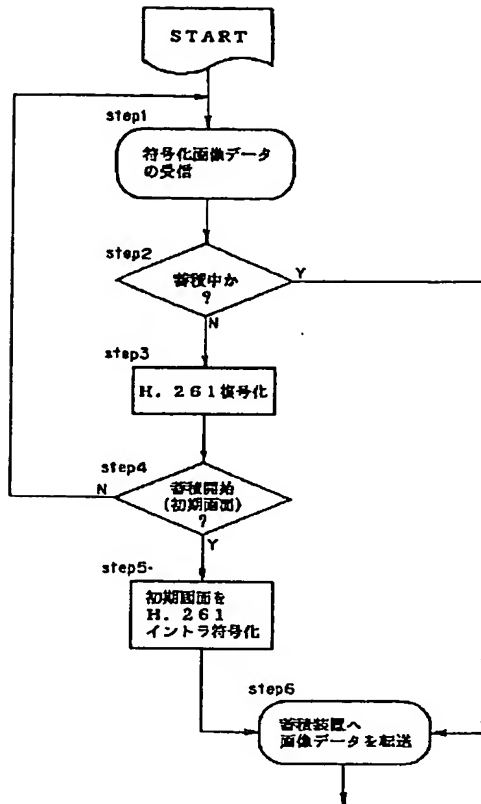 START
step1
符号化画像データ
の受信
step2
蓄積中か
?
Y
N
step3
H. 261復号化
step4
N
蓄積開始
(初期画面)
?
Y
step5
初期画面を
H. 261
イントラ符号化
step6
蓄積装置へ
画像データを転送